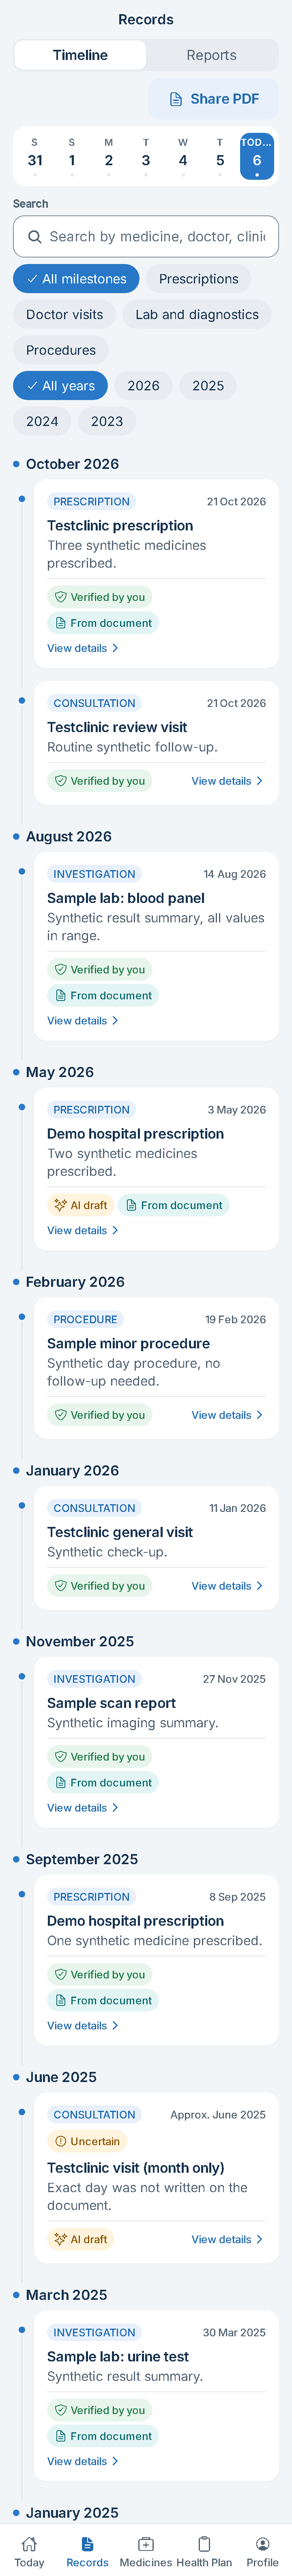 Records
Timeline
Reports
Share PDF
S S M T W T TOD...
31 1 2 3 4 5 6
Search
Search by medicine, doctor, clinic
All milestones
Prescriptions
Doctor visits
Lab and diagnostics
Procedures
All years
2026
2025
2024
2023
October 2026
PRESCRIPTION
21 Oct 2026
Testclinic prescription
Three synthetic medicines
prescribed.
Verified by you
From document
View details
CONSULTATION
21 Oct 2026
Testclinic review visit
Routine synthetic follow-up.
Verified by you
View details
August 2026
INVESTIGATION
14 Aug 2026
Sample lab: blood panel
Synthetic result summary, all values
in range.
Verified by you
From document
View details
May 2026
PRESCRIPTION
3 May 2026
Demo hospital prescription
Two synthetic medicines
prescribed.
AI draft
From document
View details
February 2026
PROCEDURE
19 Feb 2026
Sample minor procedure
Synthetic day procedure, no
follow-up needed.
Verified by you
View details
January 2026
CONSULTATION
11 Jan 2026
Testclinic general visit
Synthetic check-up.
Verified by you
View details
November 2025
INVESTIGATION
27 Nov 2025
Sample scan report
Synthetic imaging summary.
Verified by you
From document
View details
September 2025
PRESCRIPTION
8 Sep 2025
Demo hospital prescription
One synthetic medicine prescribed.
Verified by you
From document
View details
June 2025
CONSULTATION
Approx. June 2025
Uncertain
Testclinic visit (month only)
Exact day was not written on the
document.
AI draft
View details
March 2025
INVESTIGATION
30 Mar 2025
Sample lab: urine test
Synthetic result summary.
Verified by you
From document
View details
January 2025
Today
Records
Medicines
Health Plan
Profile